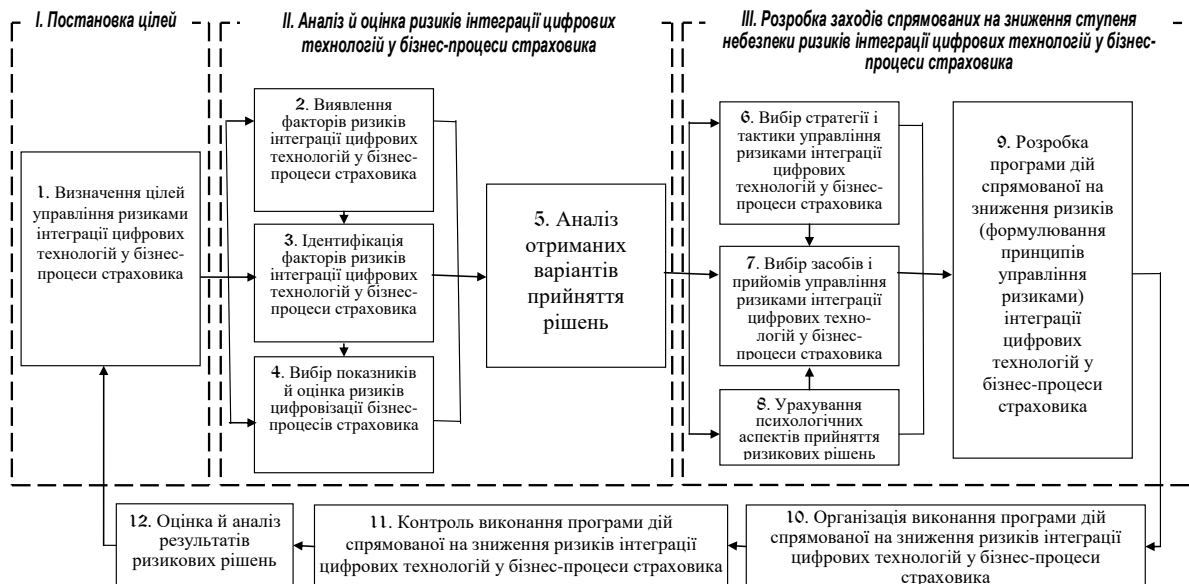 I. Постановка цілей
II. Аналіз й оцінка ризиків інтеграції цифрових
технологій у бізнес-процеси страховика
III. Розробка заходів спрямованих на зниження ступеня
небезпеки ризиків інтеграції цифрових технологій у бізнес-
процеси страховика
1. Визначення цілей
управління ризиками
інтеграції цифрових
технологій у бізнес-
процеси страховика
2. Виявлення
факторів ризиків
інтеграції цифрових
технологій у бізнес-
процеси страховика
3. Ідентифікація
факторів ризиків
інтеграції цифрових
технологій у бізнес-
процеси страховика
4. Вибір показників
й оцінка ризиків
цифровізації бізнес-
процесів страховика
5. Аналіз
отриманих
варіантів
прийняття
рішень
6. Вибір стратегії і
тактики управління
ризиками інтеграції
цифрових
технологій у бізнес-
процеси страховика
7. Вибір засобів і
прийомів управління
ризиками інтеграції
цифрових техно-
логій у бізнес-
процеси страховика
8. Урахування
психологічних
аспектів прийняття
ризикових рішень
9. Розробка
програми дій
спрямованої на
зниження ризиків
(формулювання
принципів
управління
ризиками)
інтеграції
цифрових
технологій у
бізнес-процеси
страховика
10. Організація виконання програми дій
спрямованої на зниження ризиків інтеграції
цифрових технологій у бізнес-процеси
страховика
11. Контроль виконання програми дій
спрямованої на зниження ризиків інтеграції
цифрових технологій у бізнес-процеси страховика
12. Оцінка й аналіз
результатів
ризикових рішень